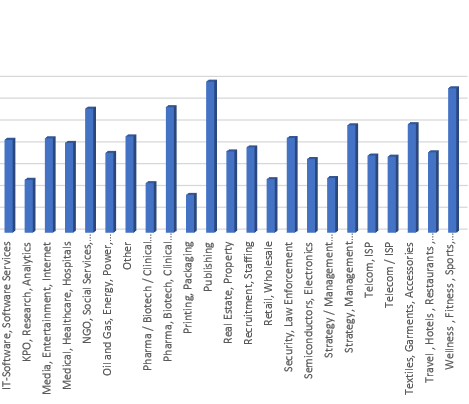 IT-Software, Software Services
KPO, Research, Analytics
Media, Entertainment, Internet
Medical, Healthcare, Hospitals
NGO, Social Services,...
Oil and Gas, Energy, Power,...
Other
Pharma / Biotech / Clinical...
Pharma, Biotech, Clinical...
Printing, Packaging
Publishing
Real Estate, Property
Recruitment, Staffing
Retail, Wholesale
Security, Law Enforcement
Semiconductors, Electronics
Strategy / Management...
Strategy, Management...
Telcom, ISP
Telecom / ISP
Textiles, Garments, Accessories
Travel , Hotels , Restaurants ,...
Wellness , Fitness , Sports,...